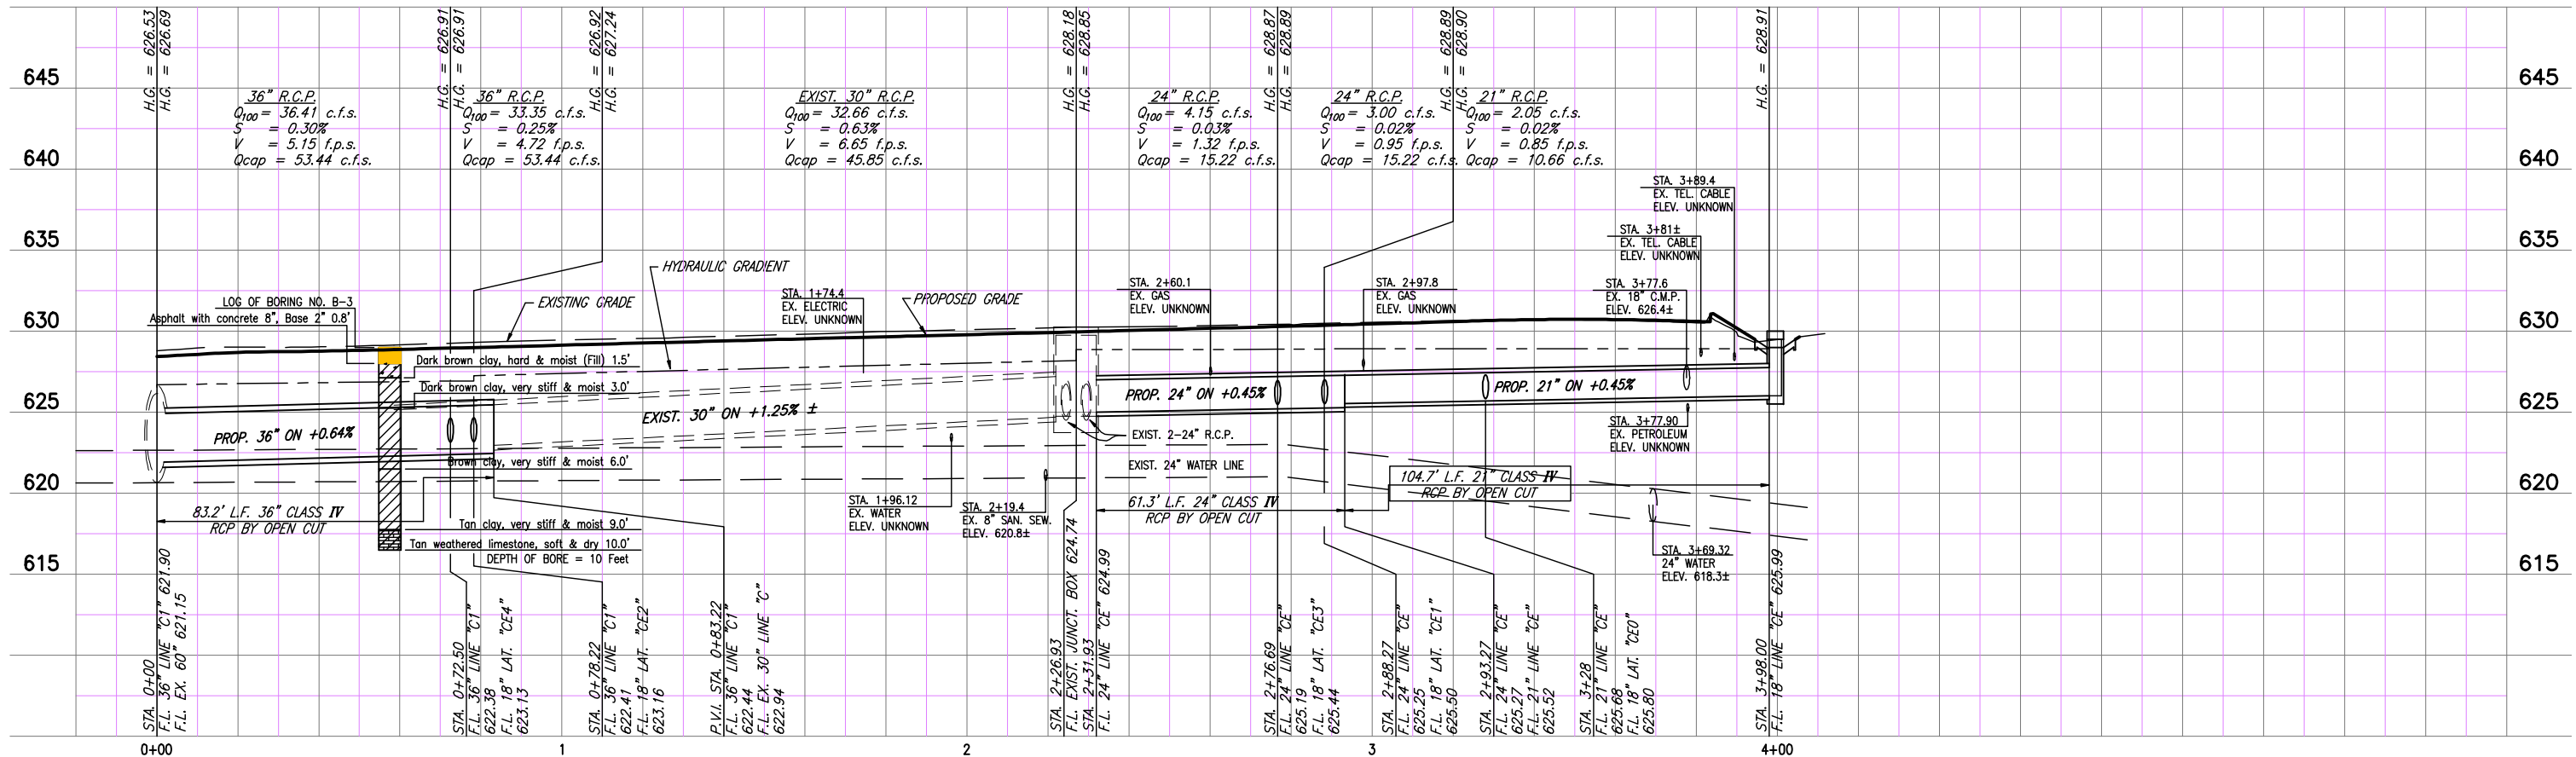 H.G. = 626.53
H.G. = 626.69
H.G. = 626.91
H.G. = 626.91
H.G. = 626.92
H.G. = 627.24
H.G. = 628.18
H.G. = 628.85
H.G. = 628.87
H.G. = 628.89
H.G. = 628.89
H.G. = 628.90
H.G. = 628.91
645
640
635
630
625
620
615
645
640
635
630
625
620
615
36" R.C.P.
Q100 = 36.41 c.f.s.
S = 0.30%
V = 5.15 f.p.s.
Qcap = 53.44 c.f.s.
36" R.C.P.
Q100 = 33.35 c.f.s.
S = 0.25%
V = 4.72 f.p.s.
Qcap = 53.44 c.f.s.
EXIST. 30" R.C.P.
Q100 = 32.66 c.f.s.
S = 0.63%
V = 6.65 f.p.s.
Qcap = 45.85 c.f.s.
24" R.C.P.
Q100 = 4.15 c.f.s.
S = 0.03%
V = 1.32 f.p.s.
Qcap = 15.22 c.f.s.
24" R.C.P.
Q100 = 3.00 c.f.s.
S = 0.02%
V = 0.95 f.p.s.
Qcap = 15.22 c.f.s.
21" R.C.P.
Q100 = 2.05 c.f.s.
S = 0.02%
V = 0.85 f.p.s.
Qcap = 10.66 c.f.s.
STA. 3+89.4
EX. TEL. CABLE
ELEV. UNKNOWN
STA. 3+81±
EX. TEL. CABLE
ELEV. UNKNOWN
HYDRAULIC GRADIENT
EXISTING GRADE
PROPOSED GRADE
LOG OF BORING NO. B-3
Asphalt with concrete 8", Base 2" 0.8'
STA. 1+74.4
EX. ELECTRIC
ELEV. UNKNOWN
STA. 2+60.1
EX. GAS
ELEV. UNKNOWN
STA. 2+97.8
EX. GAS
ELEV. UNKNOWN
STA. 3+77.6
EX. 18" C.M.P.
ELEV. 626.4±
Dark brown clay, hard & moist (Fill) 1.5'
Dark brown clay, very stiff & moist 3.0'
PROP. 36" ON +0.64%
EXIST. 30" ON +1.25% ±
PROP. 24" ON +0.45%
PROP. 21" ON +0.45%
EXIST. 2-24" R.C.P.
STA. 3+77.90
EX. PETROLEUM
ELEV. UNKNOWN
Brown clay, very stiff & moist 6.0'
EXIST. 24" WATER LINE
83.2' L.F. 36" CLASS IV
RCP BY OPEN CUT
STA. 1+96.12
EX. WATER
ELEV. UNKNOWN
STA. 2+19.4
EX. 8" SAN. SEW.
ELEV. 620.8±
61.3' L.F. 24" CLASS IV
RCP BY OPEN CUT
104.7' L.F. 21" CLASS IV
RCP BY OPEN CUT
Tan clay, very stiff & moist 9.0'
Tan weathered limestone, soft & dry 10.0'
DEPTH OF BORE = 10 Feet
STA. 3+69.32
24" WATER
ELEV. 618.3±
STA. 0+00
F.L. 36" LINE "C1" 621.90
F.L. EX. 60" 621.15
STA. 0+72.50
F.L. 36" LINE "C1"
622.38
F.L. 18" LAT. "CE4"
623.13
STA. 0+78.22
F.L. 36" LINE "C1"
622.41
F.L. 18" LAT. "CE2"
623.16
P.V.I. STA. 0+83.22
F.L. 36" LINE "C1"
622.44
F.L. EX. 30" LINE "C"
622.94
STA. 2+26.93
F.L. EXIST. JUNCT. BOX 624.74
STA. 2+31.93
F.L. 24" LINE "CE" 624.99
STA. 2+76.69
F.L. 24" LINE "CE"
625.19
F.L. 18" LAT. "CE3"
625.44
STA. 2+88.27
F.L. 24" LINE "CE"
625.25
F.L. 18" LAT. "CE1"
625.50
STA. 2+93.27
F.L. 24" LINE "CE"
625.27
F.L. 21" LINE "CE"
625.52
STA. 3+28
F.L. 21" LINE "CE"
625.68
F.L. 18" LAT. "CE0"
625.80
STA. 3+98.00
F.L. 18" LINE "CE" 625.99
0+00
1
2
3
4+00